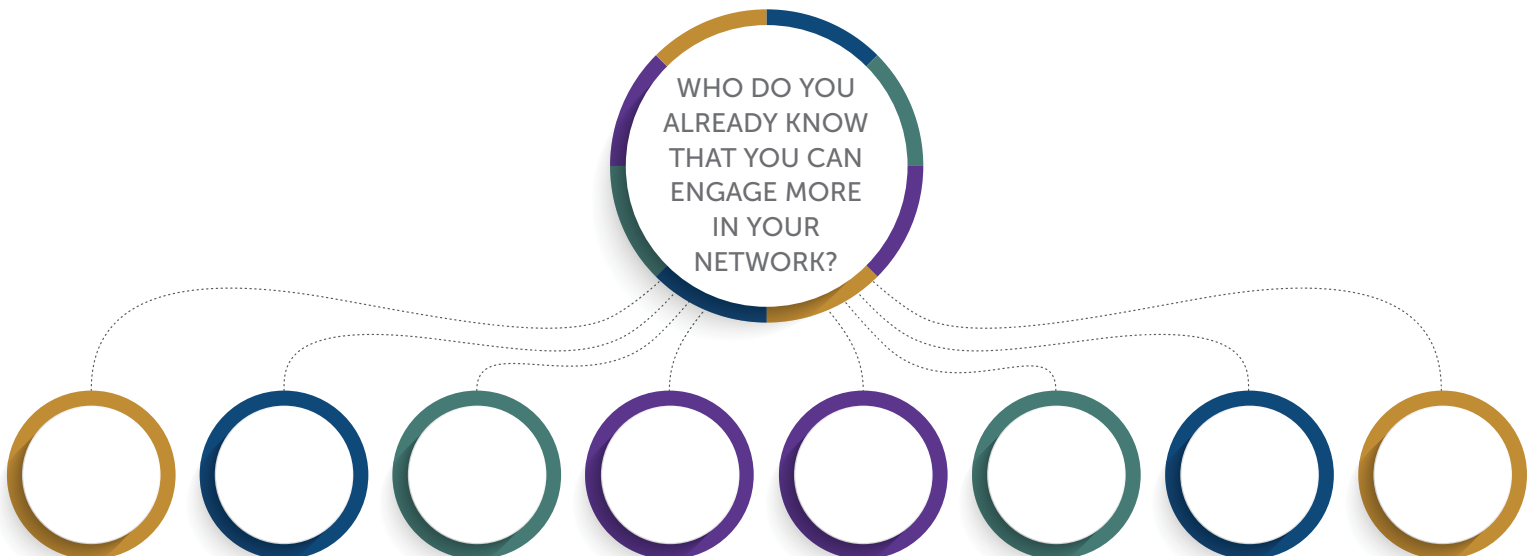 WHO DO YOU
ALREADY KNOW
THAT YOU CAN
ENGAGE MORE
IN YOUR
NETWORK?